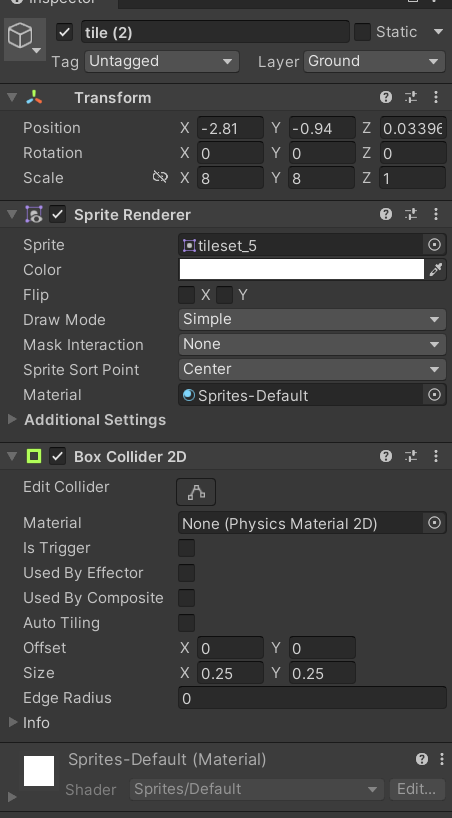 Inspector
tile (2) Static
Tag Untagged Layer Ground
Transform
Position X -2.81 Y -0.94 Z 0.0339
Rotation X 0 Y 0 Z 0
Scale X 8 Y 8 Z 1
Sprite Renderer
Sprite tileset_5
Color
Flip X Y
Draw Mode Simple
Mask Interaction None
Sprite Sort Point Center
Material Sprites-Default
Additional Settings
Box Collider 2D
Edit Collider
Material None (Physics Material 2D)
Is Trigger
Used By Effector
Used By Composite
Auto Tiling
Offset X 0 Y 0
Size X 0.25 Y 0.25
Edge Radius 0
Info
Sprites-Default (Material)
Shader Sprites/Default Edit...